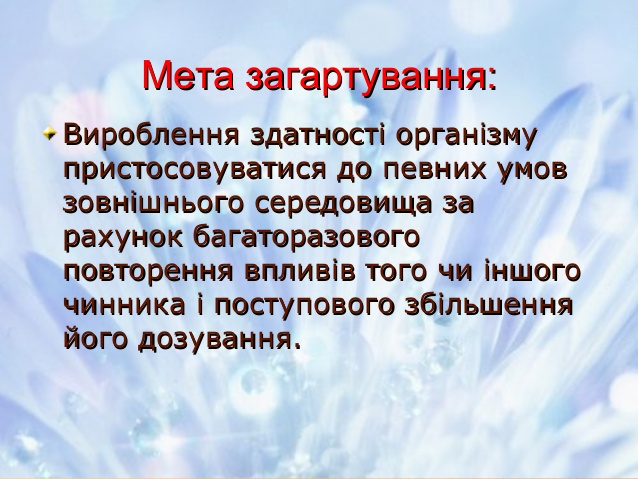 Мета загартування:
Вироблення здатності організму
пристосовуватися до певних умов
зовнішнього середовища за
рахунок багаторазового
повторення впливів того чи іншого
чинника і поступового збільшення
його дозування.